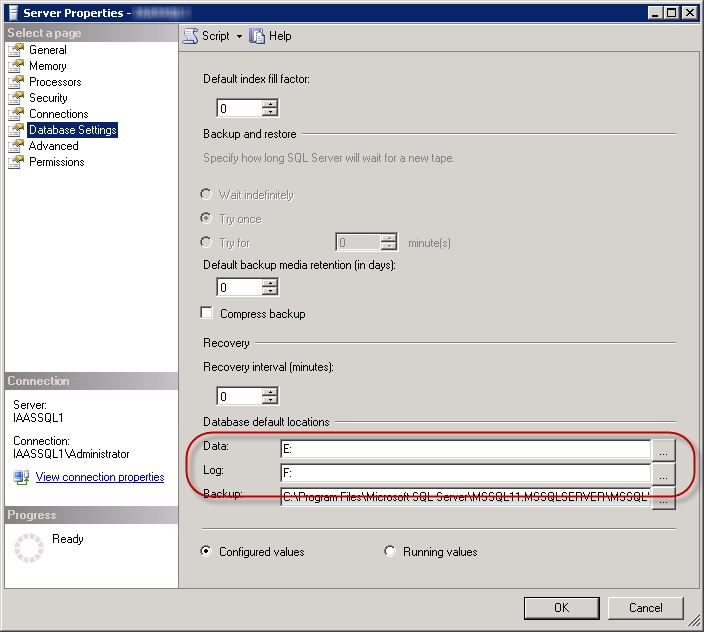 Server Properties -
Select a page
General
Memory
Processors
Security
Connections
Database Settings
Advanced
Permissions
Connection
Server:
IAASSQL1
Connection:
IAASSQL1\Administrator
View connection properties
Progress
Ready
Script Help
Default index fill factor:
0
Backup and restore
Specify how long SQL Server will wait for a new tape.
Wait indefinitely
Try once
Try for 0 minute(s)
Default backup media retention (in days):
0
Compress backup
Recovery
Recovery interval (minutes):
0
Database default locations
Data: E: ...
Log: F: ...
Backup: C:\Program Files\Microsoft SQL Server\MSSQL11.MSSQLSERVER\MSSQL\ ...
Configured values Running values
OK Cancel